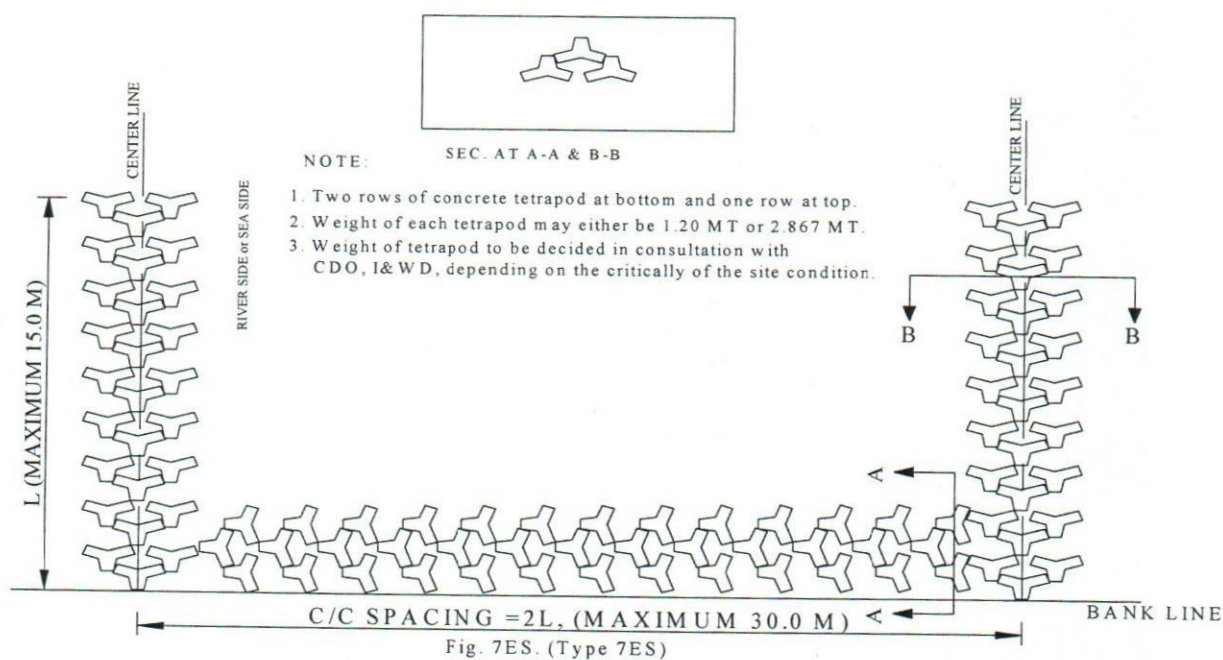 CENTER LINE
SEC. AT A-A & B-B
CENTER LINE
NOTE:
RIVER SIDE or SEA SIDE
1. Two rows of concrete tetrapod at bottom and one row at top.
2. Weight of each tetrapod may either be 1.20 MT or 2.867 MT.
3. Weight of tetrapod to be decided in consultation with
CDO, I&WD, depending on the critically of the site condition.
L (MAXIMUM 15.0 M)
B
B
A
A
C/C SPACING =2L, (MAXIMUM 30.0 M)
BANK LINE
Fig. 7ES. (Type 7ES)